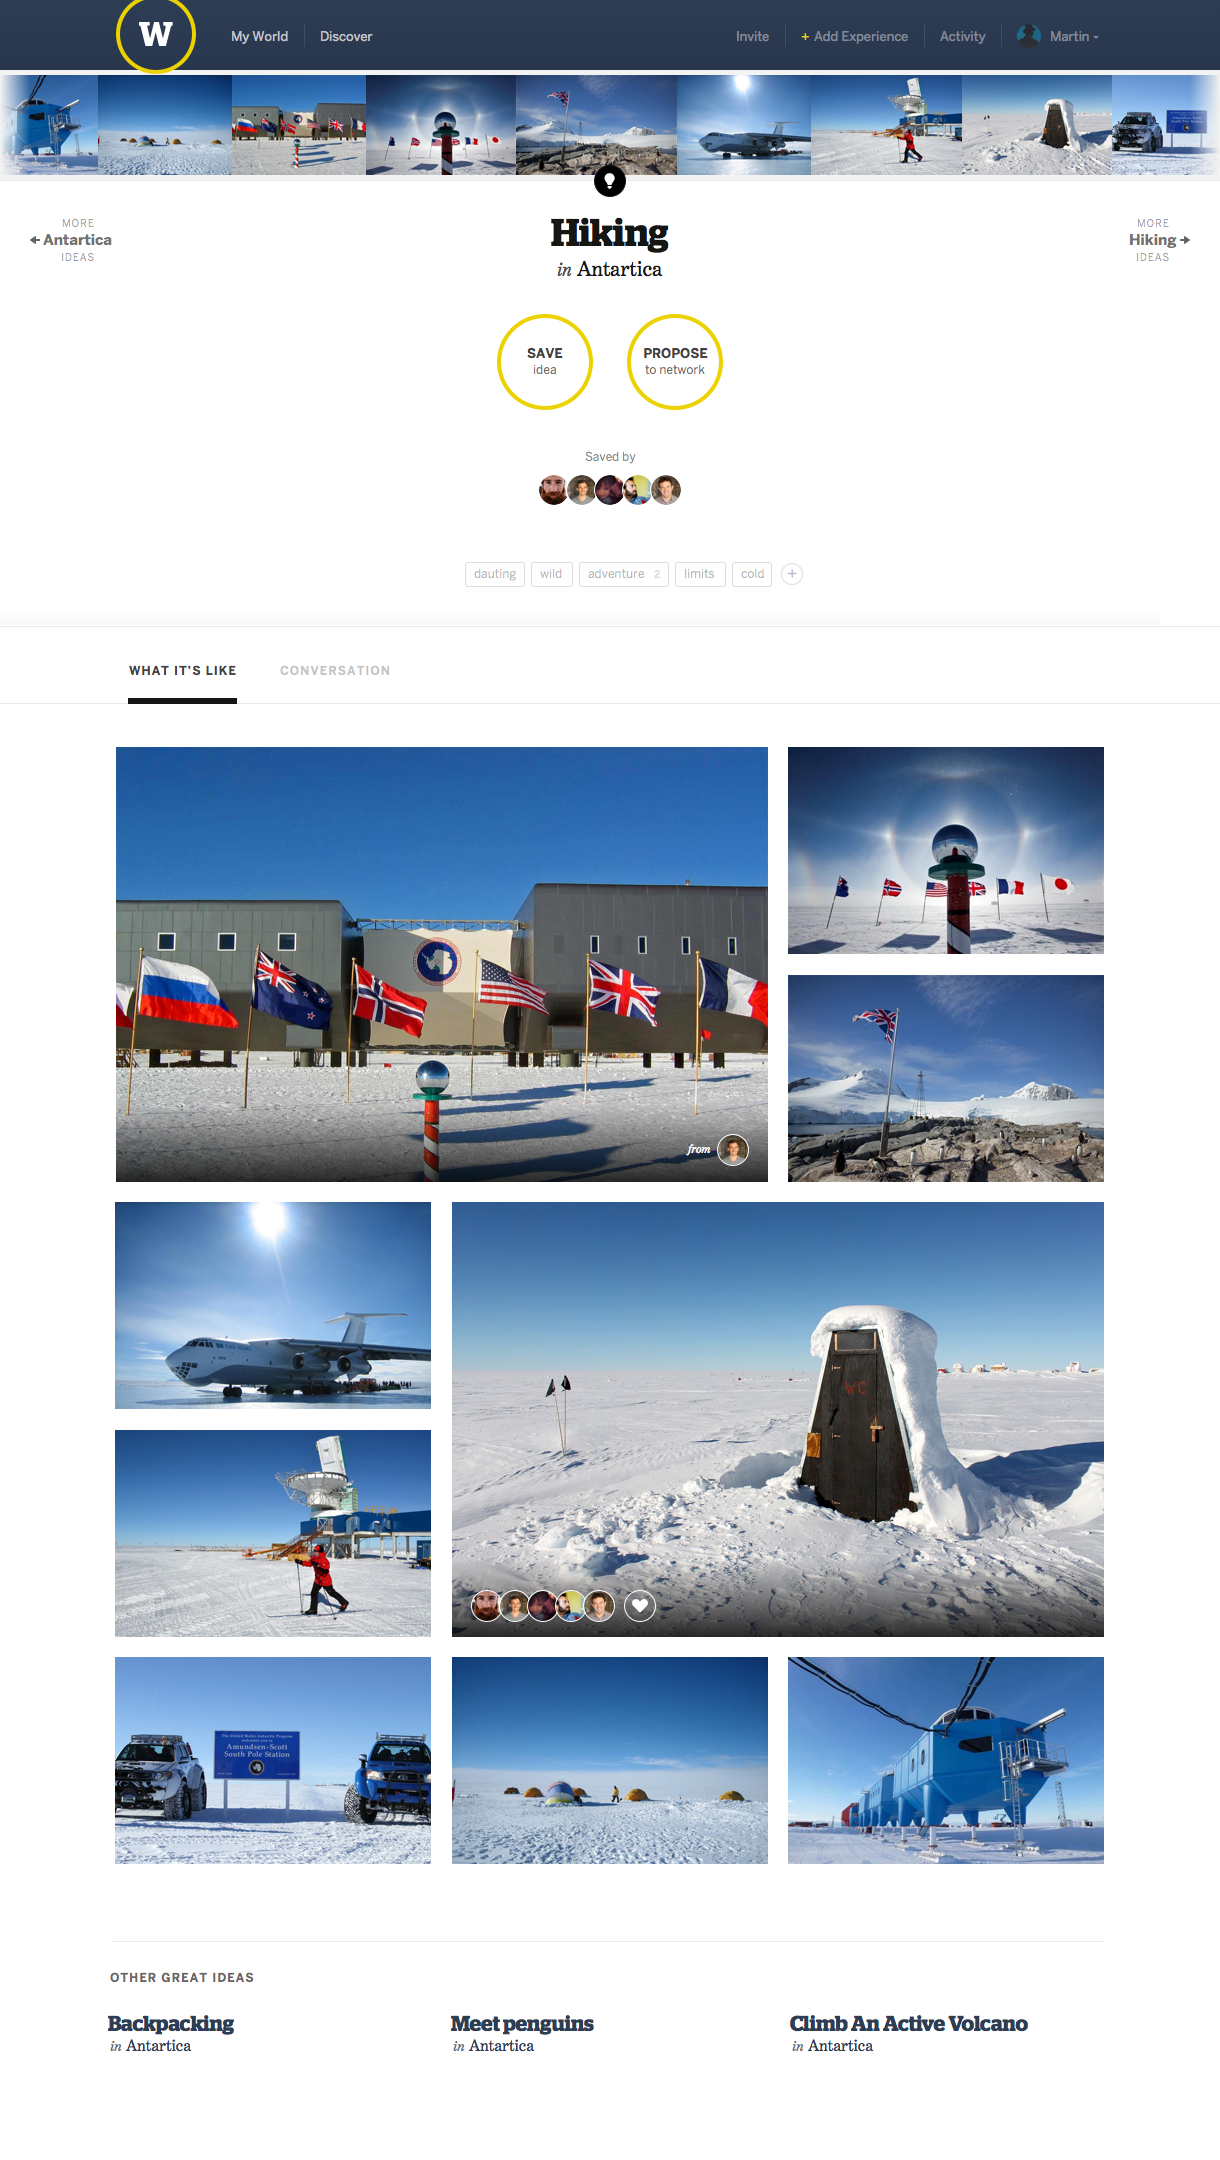 W
My World
Discover
Invite
+ Add Experience
Activity
Martin
MORE
Antartica
IDEAS
Hiking
in Antartica
MORE
Hiking
IDEAS
SAVE
idea
PROPOSE
to network
Saved by
dauting
wild
adventure 2
limits
cold
+
WHAT IT'S LIKE
CONVERSATION
from
WC
The United States Antarctic Program
welcomes you to
Amundsen-Scott
South Pole Station
OTHER GREAT IDEAS
Backpacking
in Antartica
Meet penguins
in Antartica
Climb An Active Volcano
in Antartica